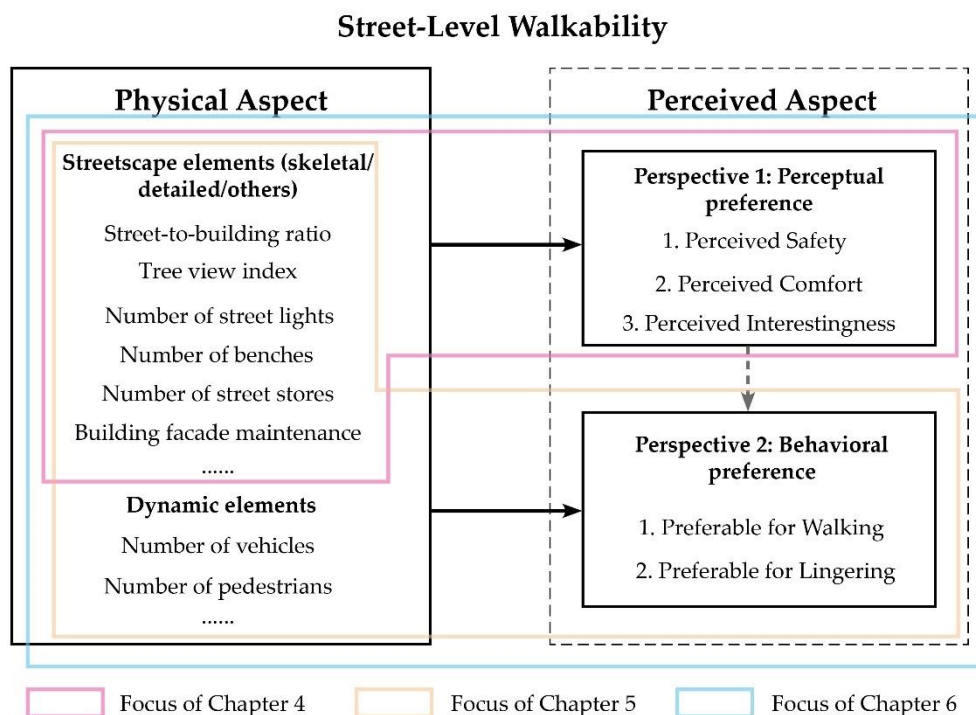 Street-Level Walkability
Physical Aspect
Streetscape elements (skeletal/
detailed/others)
Street-to-building ratio
Tree view index
Number of street lights
Number of benches
Number of street stores
Building facade maintenance
......
Dynamic elements
Number of vehicles
Number of pedestrians
......
Perceived Aspect
Perspective 1: Perceptual
preference
1. Perceived Safety
2. Perceived Comfort
3. Perceived Interestingness
Perspective 2: Behavioral
preference
1. Preferable for Walking
2. Preferable for Lingering
Focus of Chapter 4
Focus of Chapter 5
Focus of Chapter 6